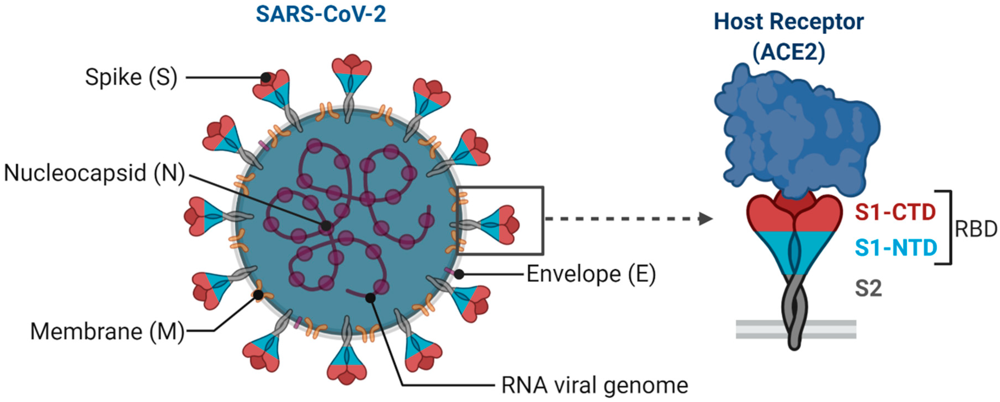 SARS-CoV-2
Spike (S)
Nucleocapsid (N)
Membrane (M)
Envelope (E)
RNA viral genome
Host Receptor
(ACE2)
S1-CTD
S1-NTD
RBD
S2